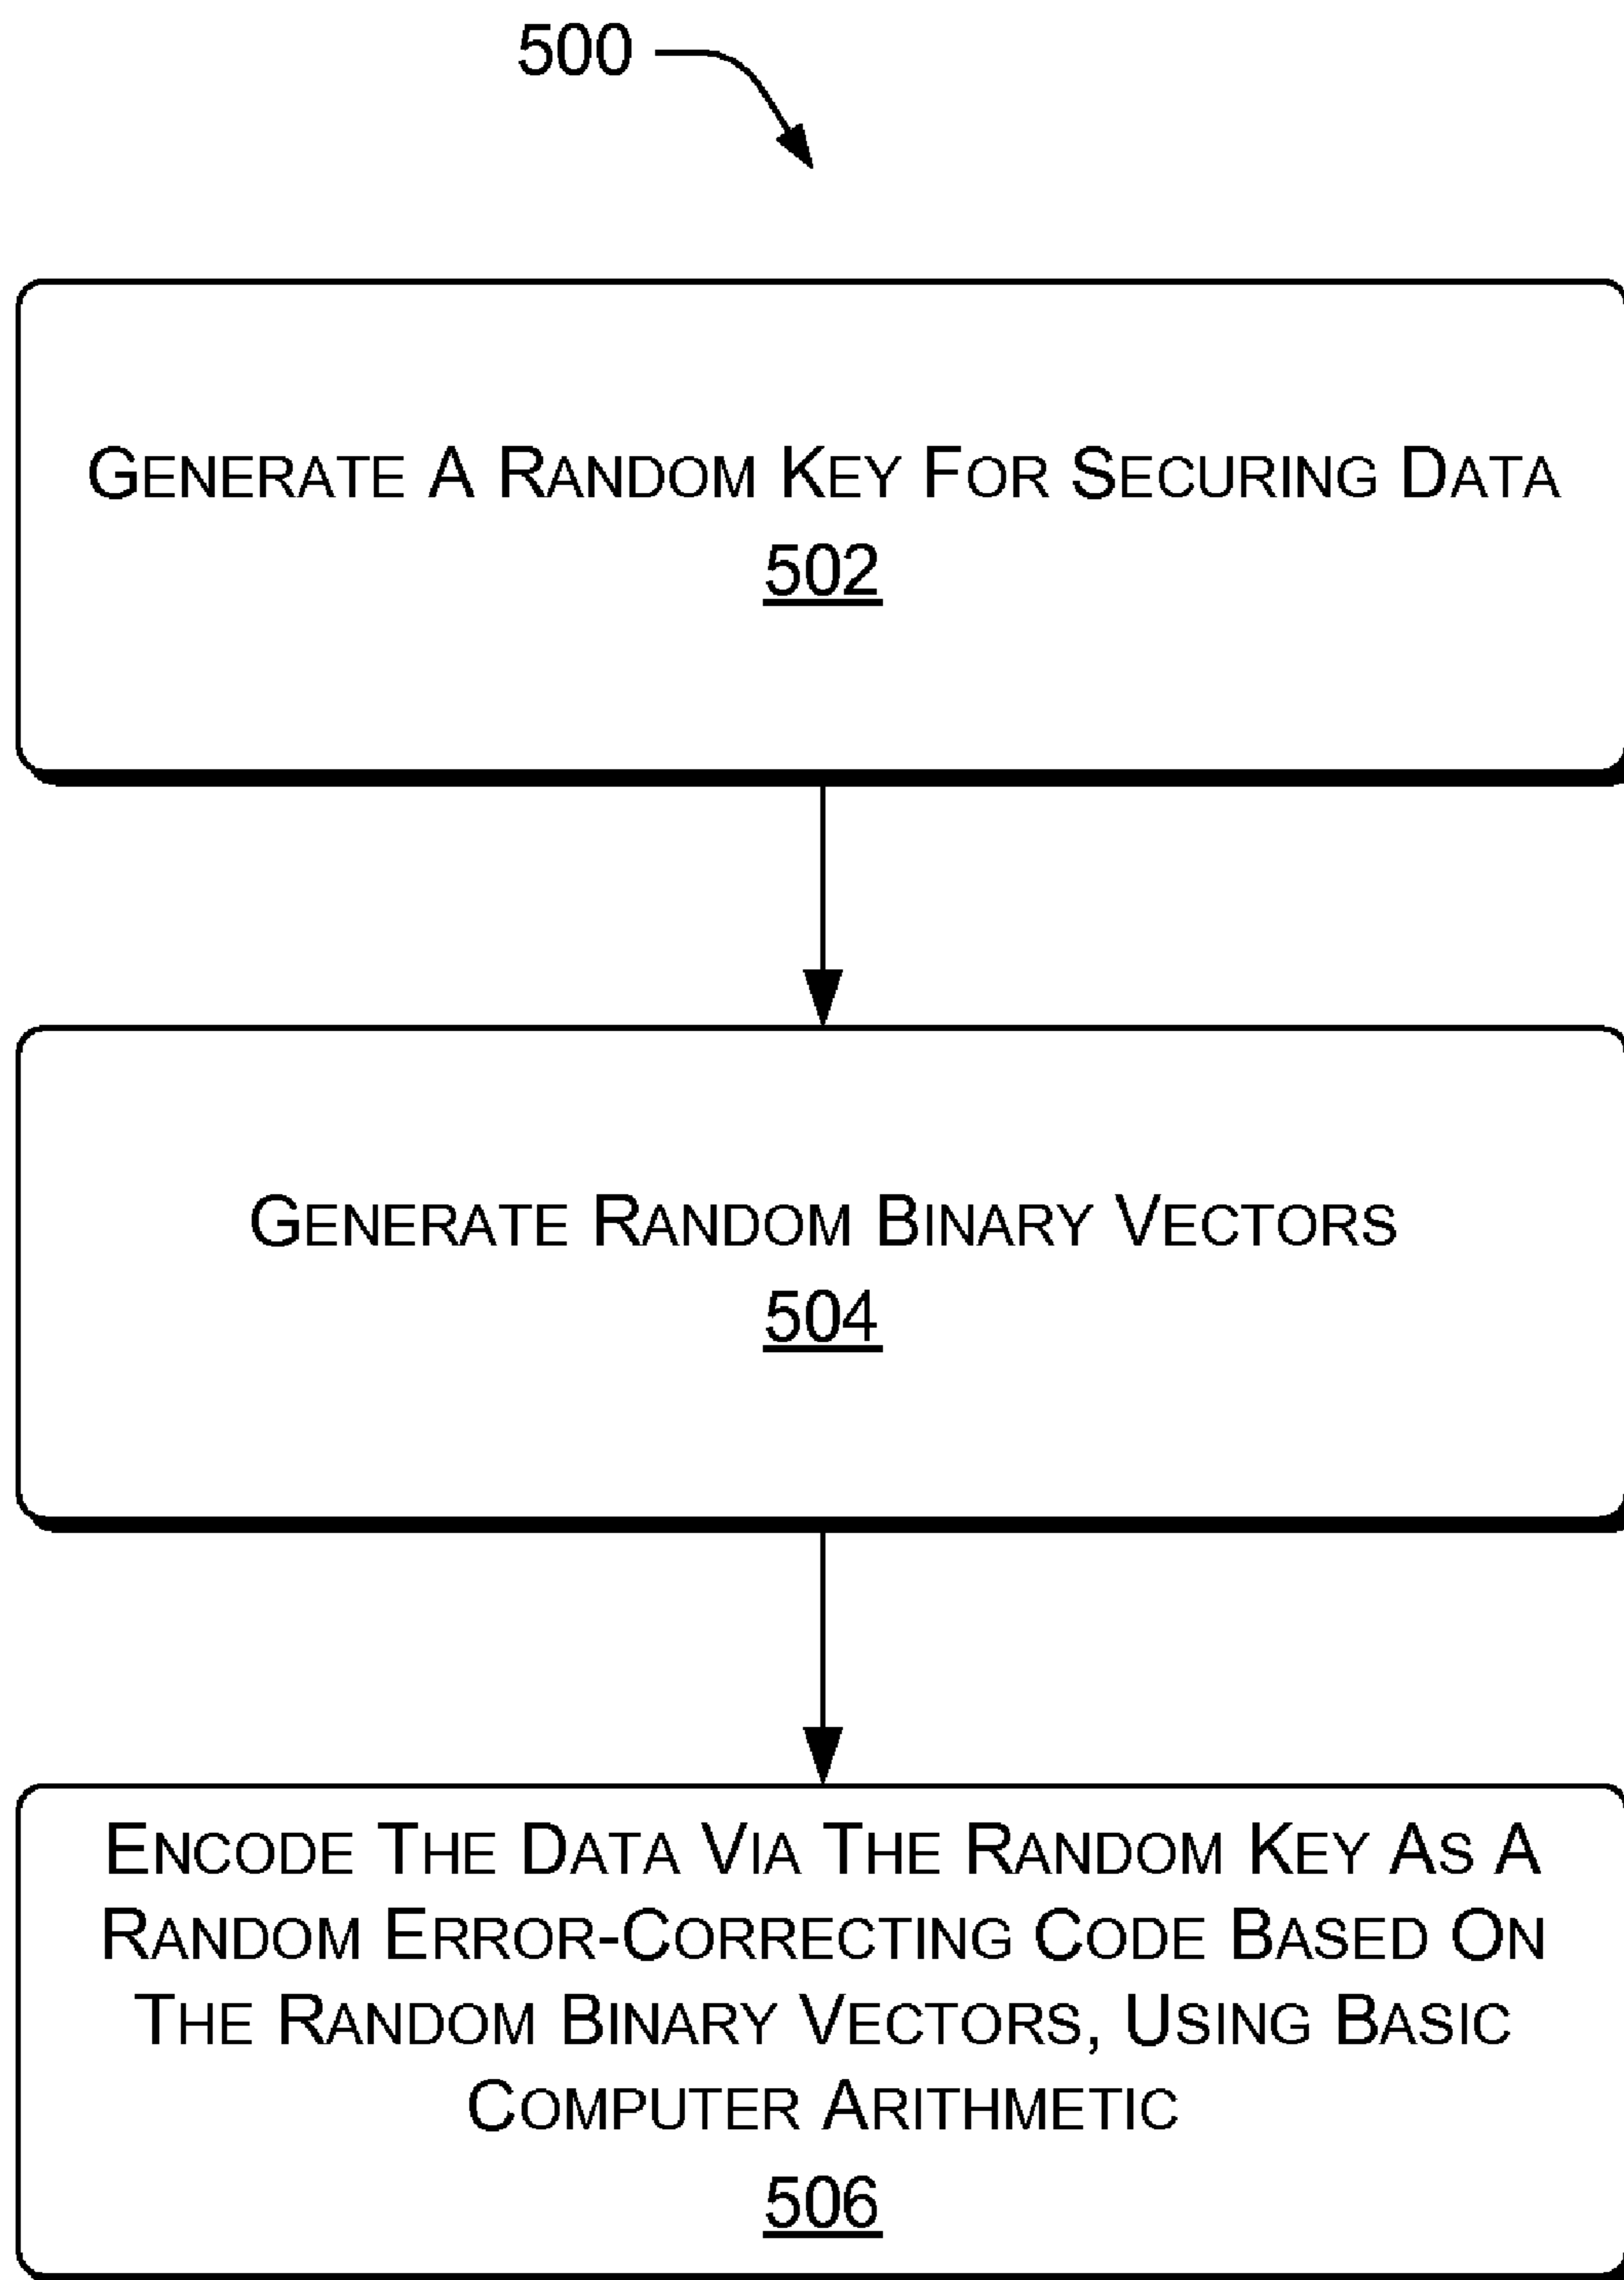 500
GENERATE A RANDOM KEY FOR SECURING DATA
502
GENERATE RANDOM BINARY VECTORS
504
ENCODE THE DATA VIA THE RANDOM KEY AS A
RANDOM ERROR-CORRECTING CODE BASED ON
THE RANDOM BINARY VECTORS, USING BASIC
COMPUTER ARITHMETIC
506